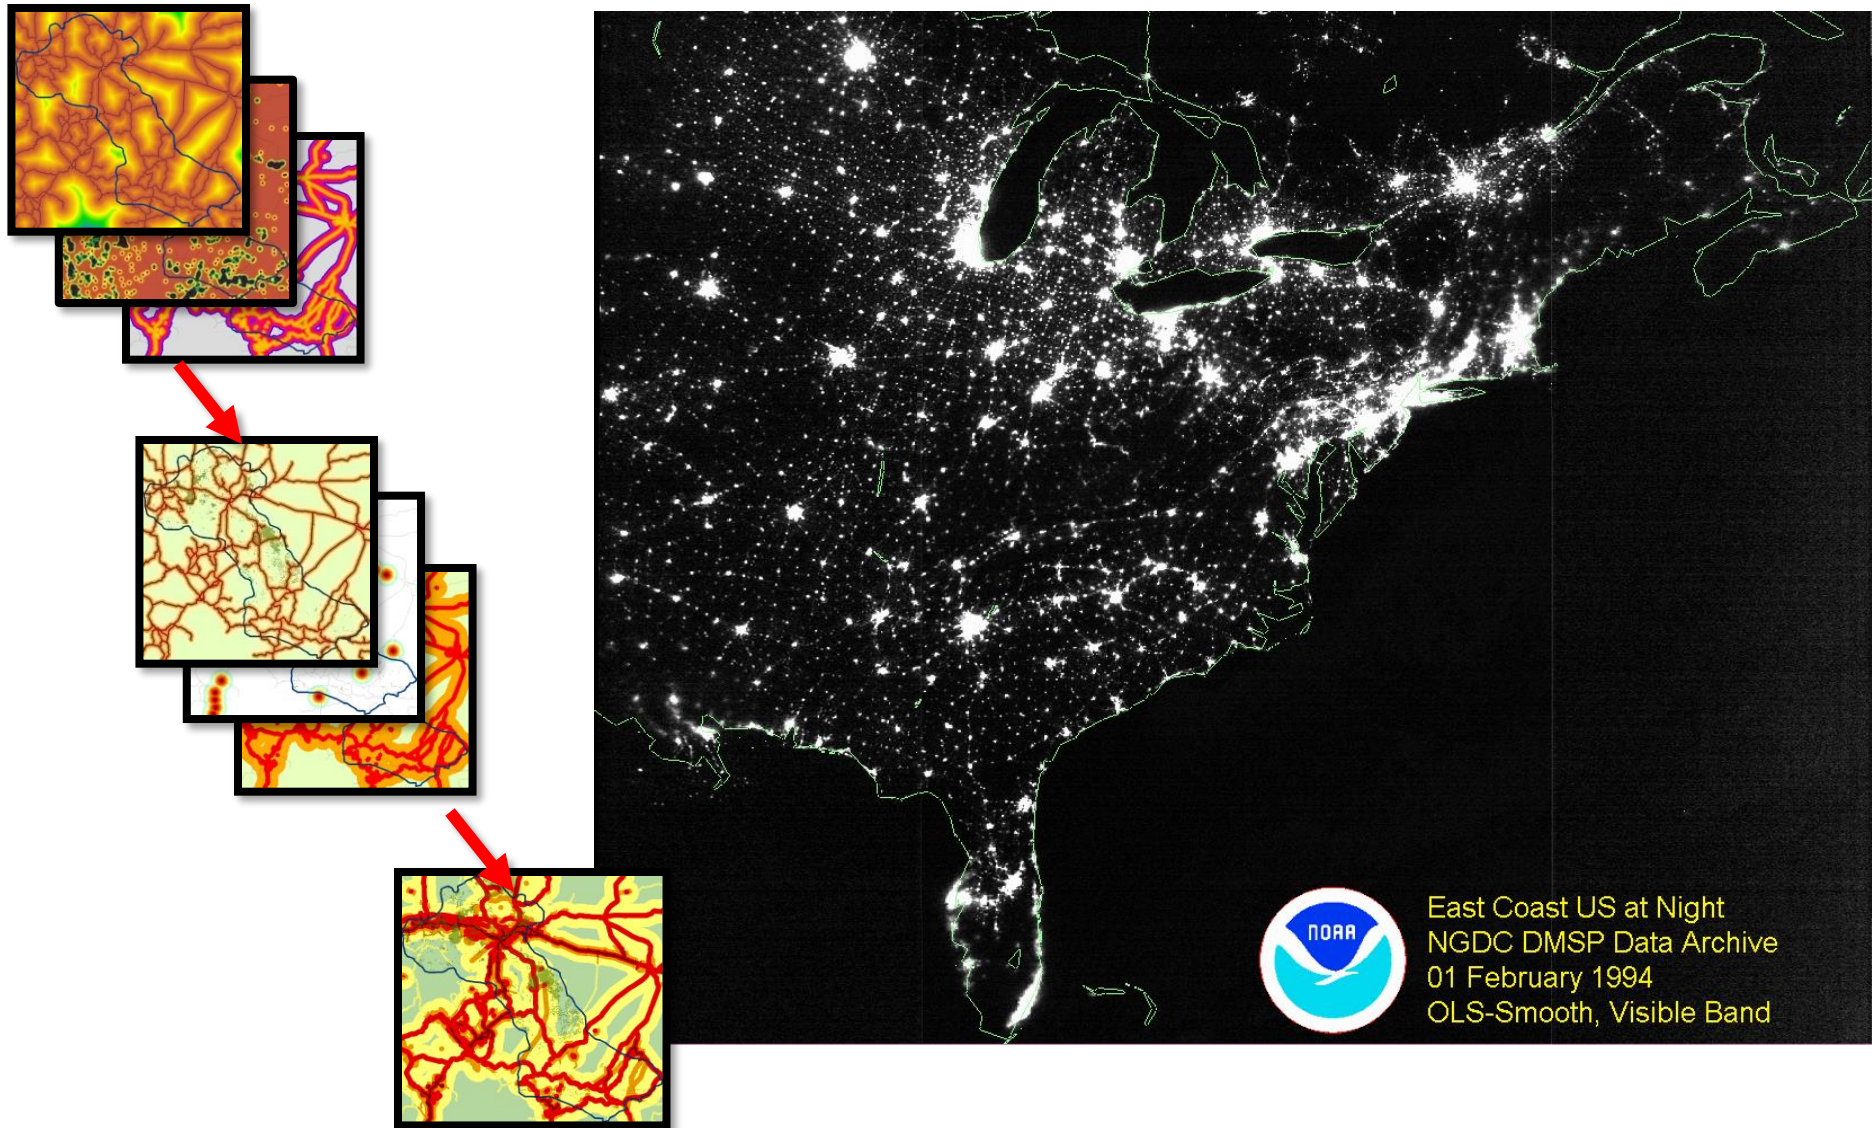 NOAA
East Coast US at Night
NGDC DMSP Data Archive
01 February 1994
OLS-Smooth, Visible Band